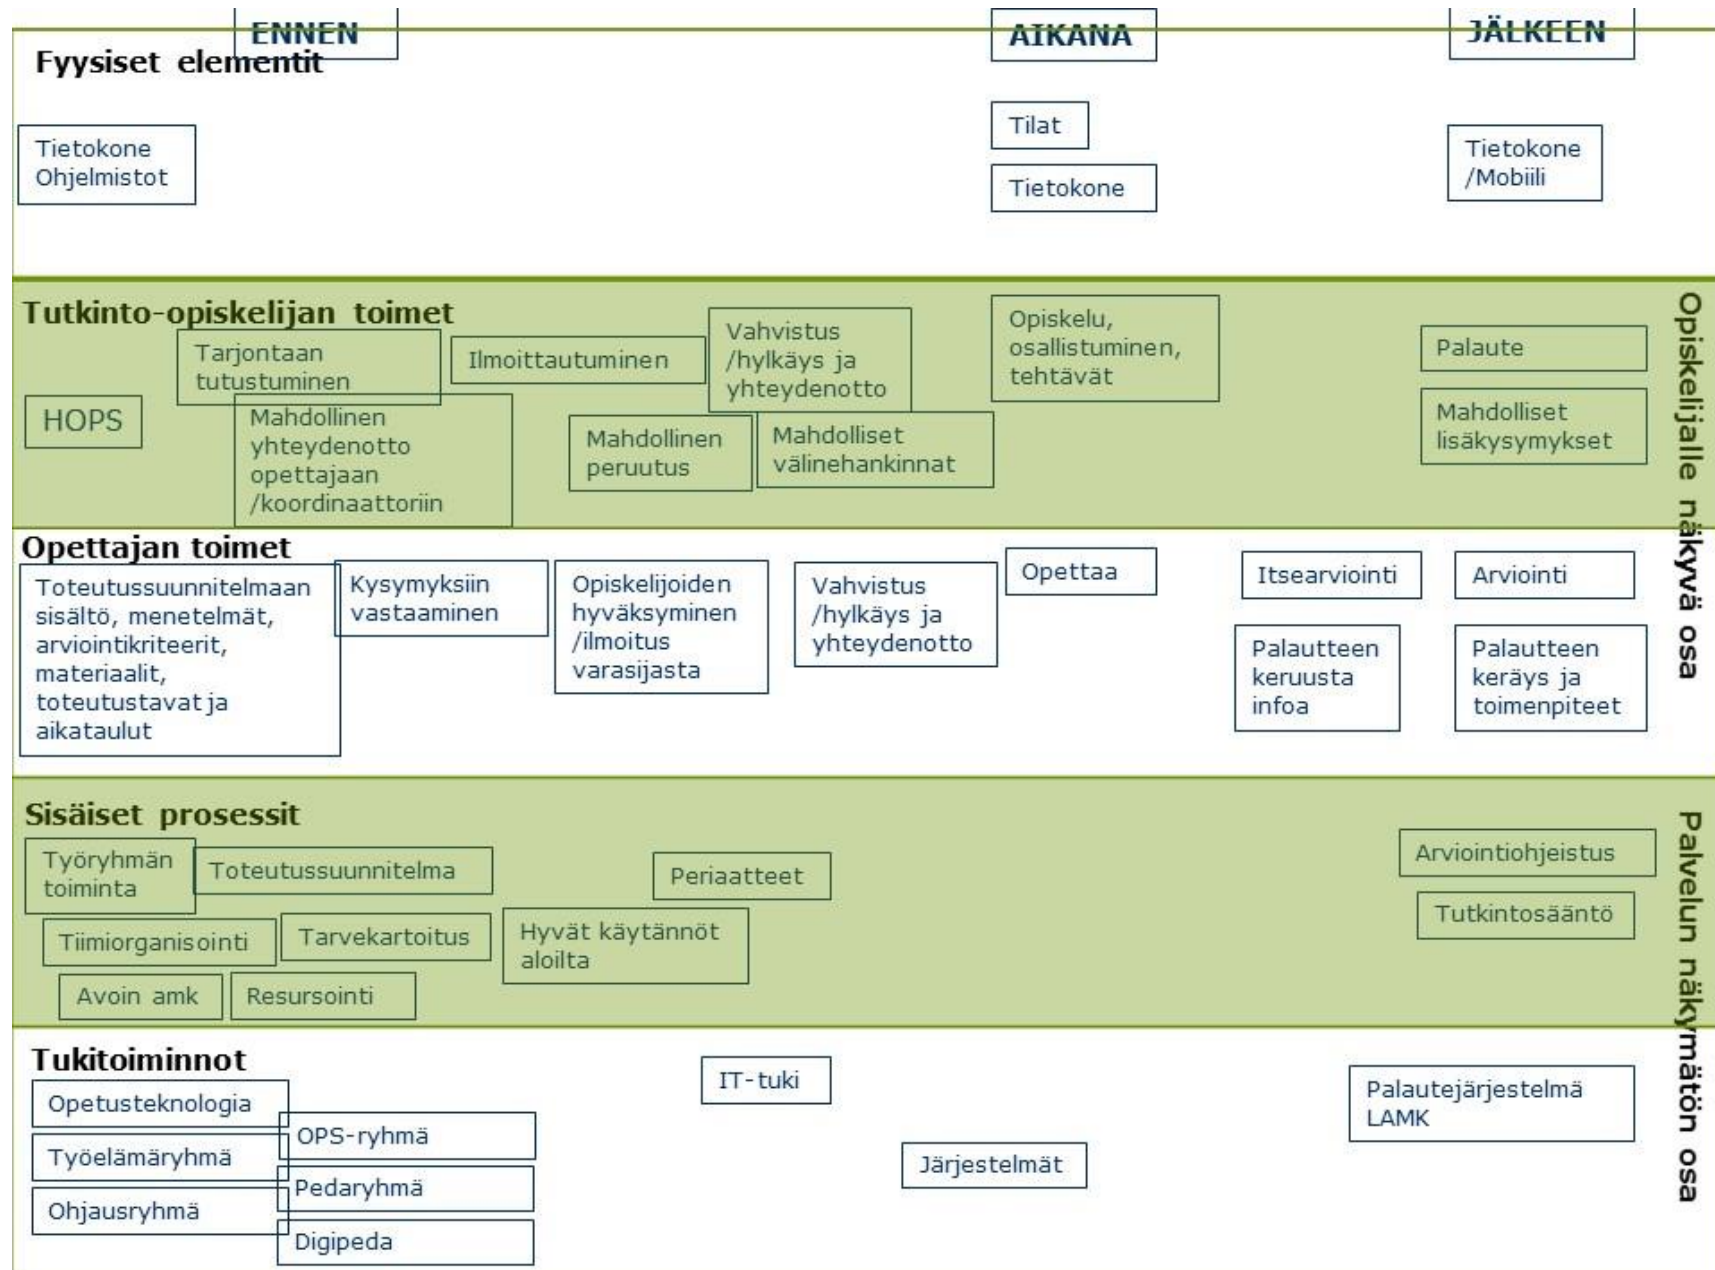 ENNEN
AIKANA
JÄLKEEN
Fyysiset elementit
Tietokone
Ohjelmistot
Tilat
Tietokone
Tietokone
/Mobiili
Tutkinto-opiskelijan toimet
HOPS
Tarjontaan
tutustuminen
Mahdollinen
yhteydenotto
opettajaan
/koordinaattoriin
Ilmoittautuminen
Mahdollinen
peruutus
Vahvistus
/hylkäys ja
yhteydenotto
Mahdolliset
välinehankinnat
Opiskelu,
osallistuminen,
tehtävät
Palaute
Mahdolliset
lisäkysymykset
Opiskelijalle näkyvä osa
Opettajan toimet
Toteutussuunnitelmaan
sisältö, menetelmät,
arviointikriteerit,
materiaalit,
toteutustavat ja
aikataulut
Kysymyksiin
vastaaminen
Opiskelijoiden
hyväksyminen
/ilmoitus
varasijasta
Vahvistus
/hylkäys ja
yhteydenotto
Opettaa
Itsearviointi
Palautteen
keruusta
infoa
Arviointi
Palautteen
keräys ja
toimenpiteet
Sisäiset prosessit
Työryhmän
toiminta
Toteutussuunnitelma
Tiimiorganisointi
Tarvekartoitus
Avoin amk
Resursointi
Hyvät käytännöt
aloilta
Periaatteet
Arviointiohjeistus
Tutkintosääntö
Palvelun näkymätön osa
Tukitoiminnot
Opetusteknologia
Työelämäryhmä
Ohjausryhmä
OPS-ryhmä
Pedaryhmä
Digipeda
IT-tuki
Järjestelmät
Palautejärjestelmä
LAMK